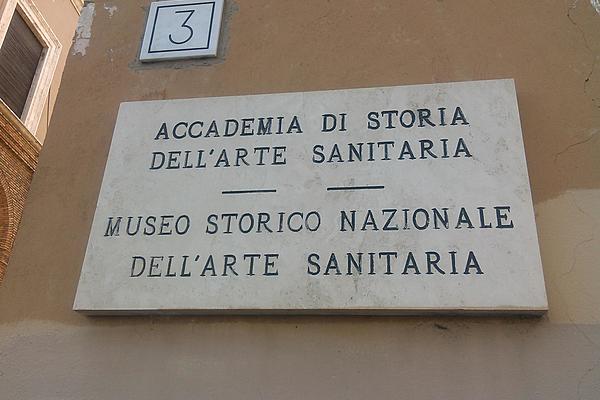 3
ACCADEMIA DI STORIA
DELL'ARTE SANITARIA
MUSEO STORICO NAZIONALE
DELL'ARTE SANITARIA